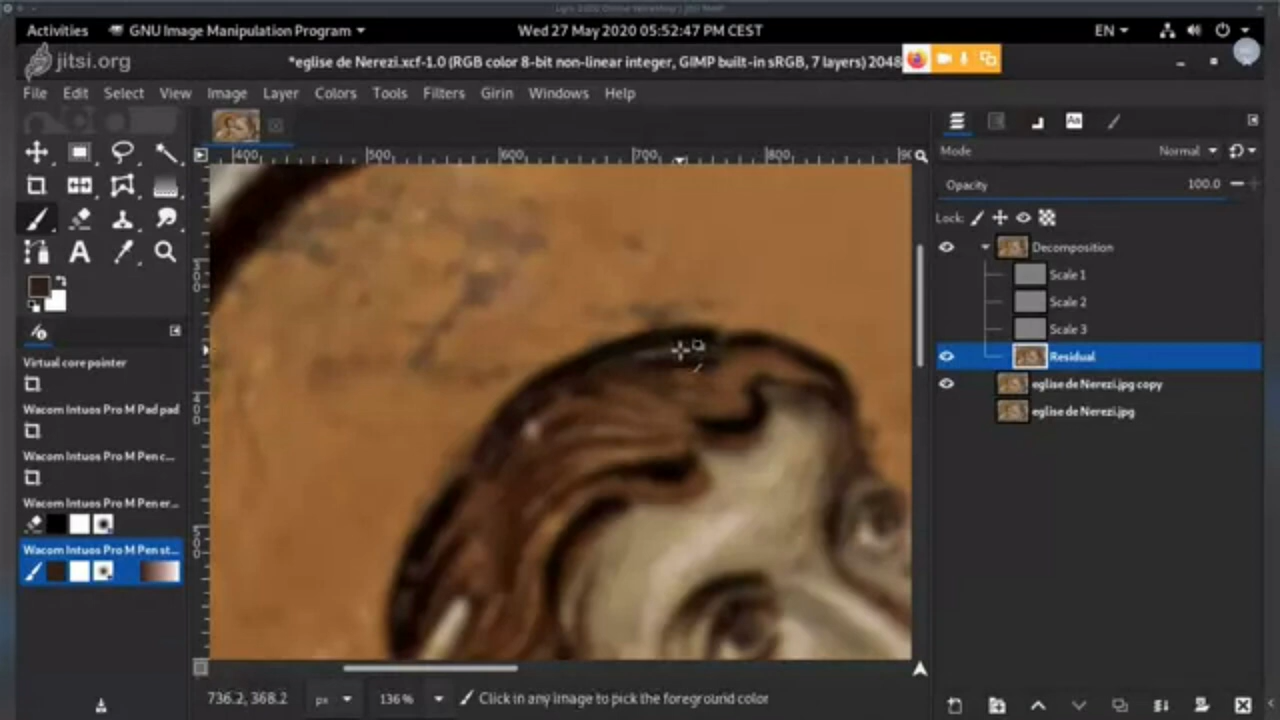 Activities GNU Image Manipulation Program Wed 27 May 2020 05:52:47 PM CEST EN
jitsi.org *eglise de Nerezi.xcf-1.0 (RGB color 8-bit non-linear integer, GIMP built-in sRGB, 7 layers) 2048
File Edit Select View Image Layer Colors Tools Filters Girin Windows Help
400 500 600 700 800
Mode Normal
Opacity 100.0
Lock:
Decomposition
Scale 1
Scale 2
Scale 3
Residual
eglise de Nerezi.jpg copy
eglise de Nerezi.jpg
Virtual core pointer
Wacom Intuos Pro M Pad pad
Wacom Intuos Pro M Pen c...
Wacom Intuos Pro M Pen er...
Wacom Intuos Pro M Pen st...
736.2, 368.2 px 136 % Click in any image to pick the foreground color